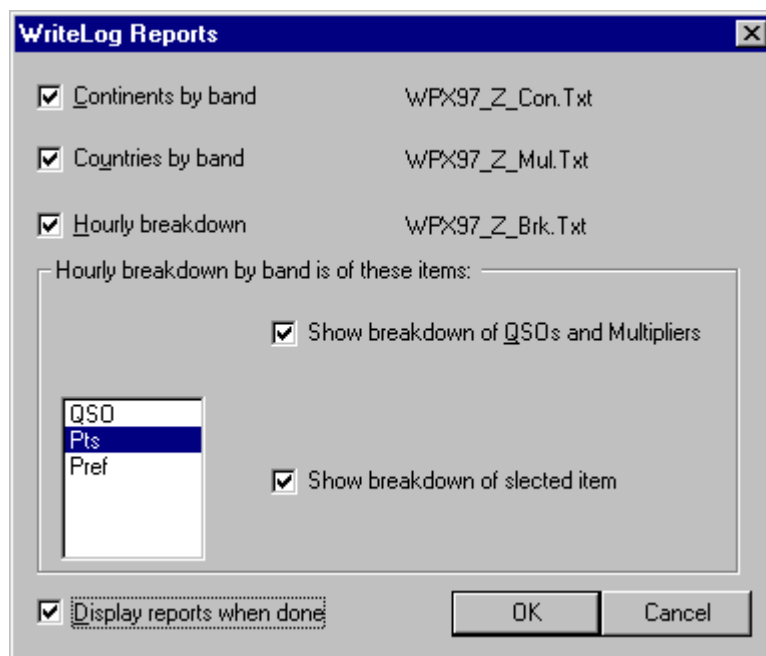 WriteLog Reports
Continents by band WPX97_Z_Con.Txt
Countries by band WPX97_Z_Mul.Txt
Hourly breakdown WPX97_Z_Brk.Txt
Hourly breakdown by band is of these items:
Show breakdown of QSOs and Multipliers
QSO
Pts
Pref
Show breakdown of slected item
Display reports when done OK Cancel